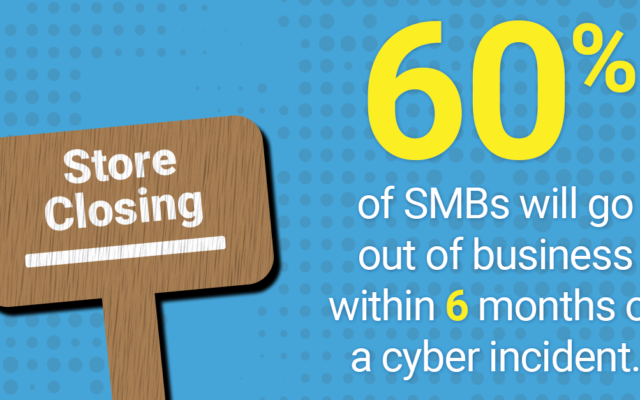 Store
Closing
60%
of SMBs will go
out of business
within 6 months
a cyber incident.